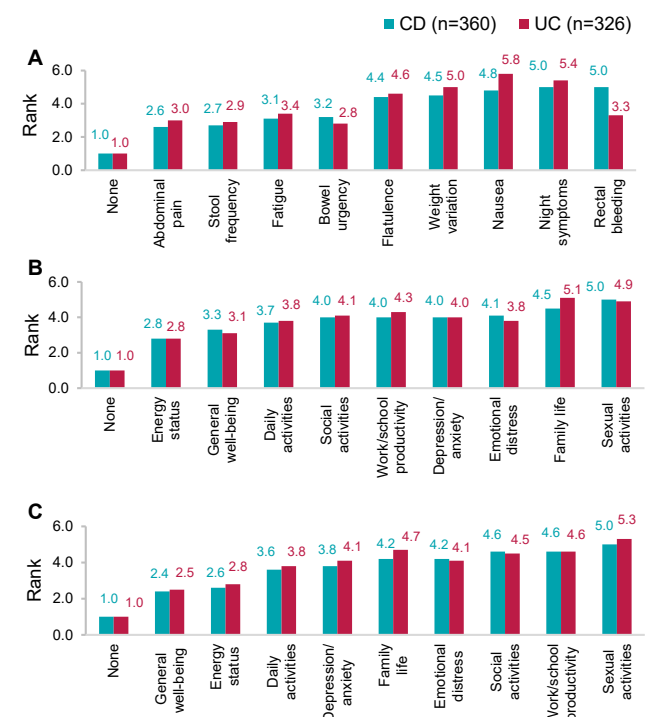 CD (n=360) UC (n=326)
A
Rank
6.0
4.0
2.0
0.0
1.0 1.0 2.6 3.0 2.7 2.9 3.1 3.4 3.2 2.8 4.4 4.6 4.5 5.0 4.8 5.8 5.0 5.4 5.0 3.3
None
Abdominal
pain
Stool
frequency
Fatigue
Bowel
urgency
Flatulence
Weight
variation
Nausea
Night
symptoms
Rectal
bleeding
B
Rank
6.0
4.0
2.0
0.0
1.0 1.0 2.8 2.8 3.3 3.1 3.7 3.8 4.0 4.1 4.0 4.3 4.0 4.0 4.1 3.8 4.5 5.1 5.0 4.9
None
Energy
status
General
well-being
Daily
activities
Social
activities
Work/school
productivity
Depression/
anxiety
Emotional
distress
Family life
Sexual
activities
C
Rank
6.0
4.0
2.0
0.0
1.0 1.0 2.4 2.5 2.6 2.8 3.6 3.8 3.8 4.1 4.2 4.7 4.2 4.1 4.6 4.5 4.6 4.6 5.0 5.3
None
General
well-being
Energy
status
Daily
activities
Depression/
anxiety
Family
life
Emotional
distress
Social
activities
Work/school
productivity
Sexual
activities